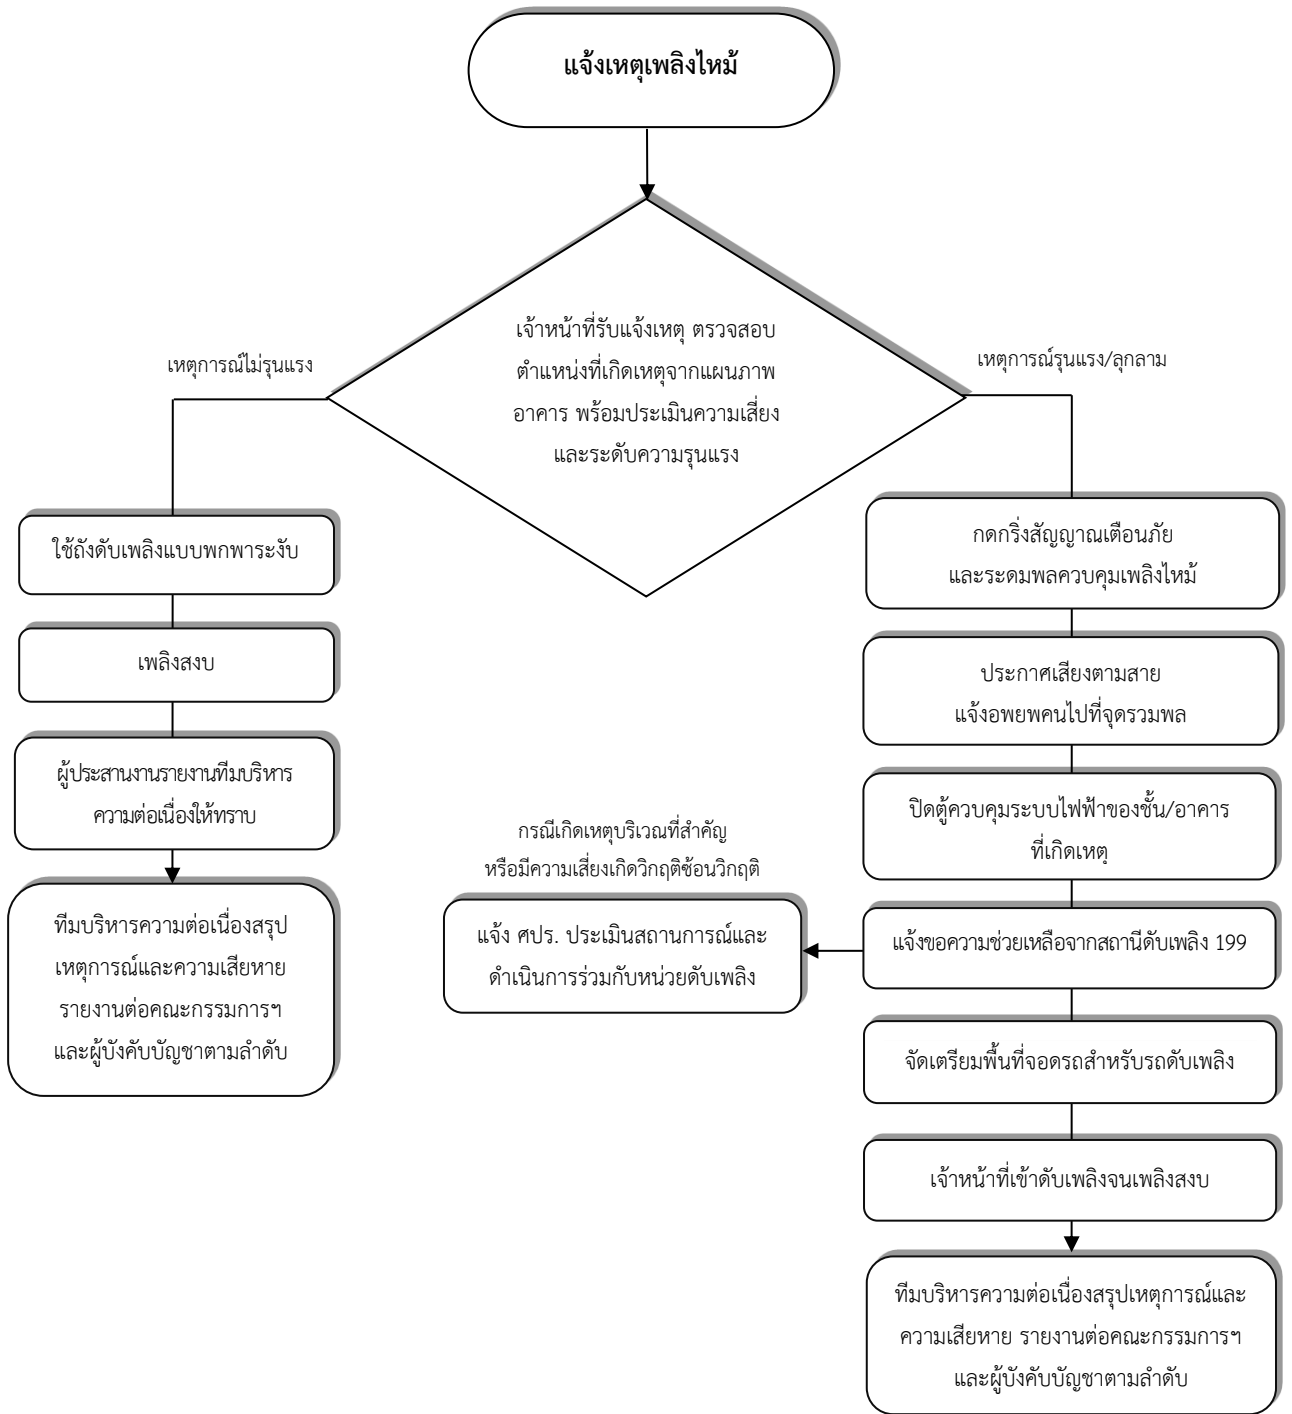 แจ้งเหตุเพลิงไหม้
เจ้าหน้าที่รับแจ้งเหตุ ตรวจสอบ
ตำแหน่งที่เกิดเหตุจากแผนภาพ
อาคาร พร้อมประเมินความเสี่ยง
และระดับความรุนแรง
เหตุการณ์ไม่รุนแรง
ใช้ถังดับเพลิงแบบพกพาระงับ
เพลิงสงบ
ผู้ประสานงานรายงานทีมบริหาร
ความต่อเนื่องให้ทราบ
ทีมบริหารความต่อเนื่องสรุป
เหตุการณ์และความเสียหาย
รายงานต่อคณะกรรมการฯ
และผู้บังคับบัญชาตามลำดับ
เหตุการณ์รุนแรง/ลุกลาม
กดกริ่งสัญญาณเตือนภัย
และระดมพลควบคุมเพลิงไหม้
ประกาศเสียงตามสาย
แจ้งอพยพคนไปที่จุดรวมพล
ปิดตู้ควบคุมระบบไฟฟ้าของชั้น/อาคาร
ที่เกิดเหตุ
แจ้งขอความช่วยเหลือจากสถานีดับเพลิง 199
กรณีเกิดเหตุบริเวณที่สำคัญ
หรือมีความเสี่ยงเกิดวิกฤติซ้อนวิกฤติ
แจ้ง ศปร. ประเมินสถานการณ์และ
ดำเนินการร่วมกับหน่วยดับเพลิง
จัดเตรียมพื้นที่จอดรถสำหรับรถดับเพลิง
เจ้าหน้าที่เข้าดับเพลิงจนเพลิงสงบ
ทีมบริหารความต่อเนื่องสรุปเหตุการณ์และ
ความเสียหาย รายงานต่อคณะกรรมการฯ
และผู้บังคับบัญชาตามลำดับ